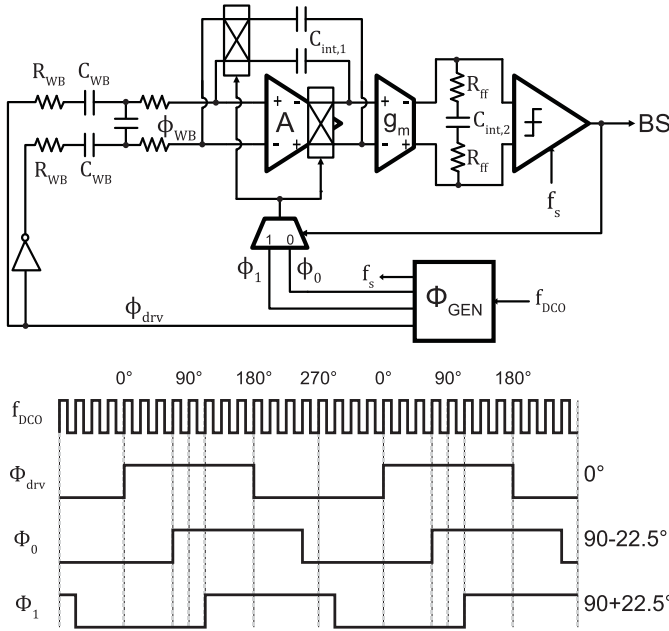 C_int,1
R_WB C_WB
+ - + -
R_ff
ϕ_WB A g_m C_int,2 BS
- + - +
R_WB C_WB R_ff
f_s
1 0
ϕ_1 ϕ_0 f_s
Φ_GEN f_DCO
ϕ_drv
0° 90° 180° 270° 0° 90° 180°
f_DCO
Φ_drv 0°
Φ_0 90-22.5°
Φ_1 90+22.5°